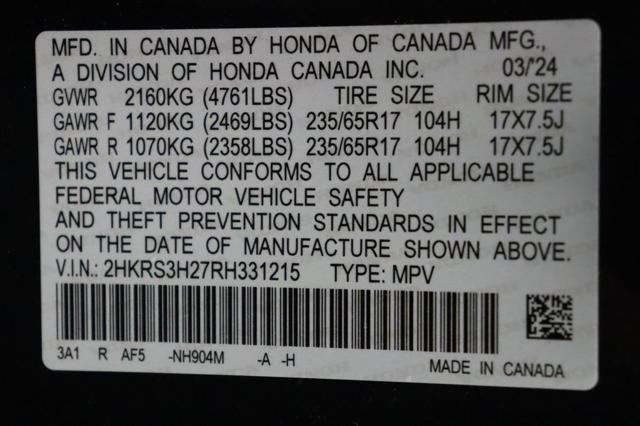 MFD. IN CANADA BY HONDA OF CANADA MFG.,
A DIVISION OF HONDA CANADA INC. 03/'24
GVWR 2160KG (4761LBS) TIRE SIZE RIM SIZE
GAWR F 1120KG (2469LBS) 235/65R17 104H 17X7.5J
GAWR R 1070KG (2358LBS) 235/65R17 104H 17X7.5J
THIS VEHICLE CONFORMS TO ALL APPLICABLE
FEDERAL MOTOR VEHICLE SAFETY
AND THEFT PREVENTION STANDARDS IN EFFECT
ON THE DATE OF MANUFACTURE SHOWN ABOVE.
V.I.N.: 2HKRS3H27RH331215 TYPE: MPV
3A1 R AF5 -NH904M -A -H MADE IN CANADA